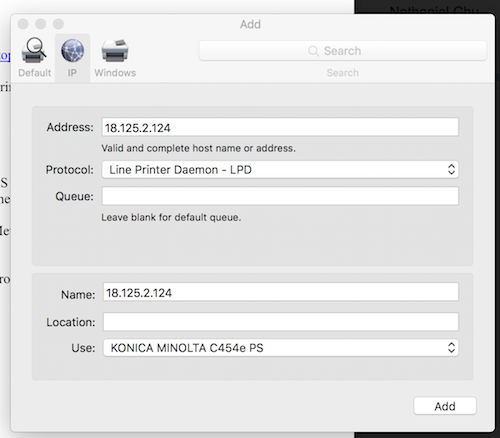 Nathaniel Chu
Add
Search
Default
IP
Windows
Search
Address:
18.125.2.124
Valid and complete host name or address.
Protocol:
Line Printer Daemon - LPD
Queue:
Leave blank for default queue.
Name:
18.125.2.124
Location:
Use:
KONICA MINOLTA C454e PS
Add